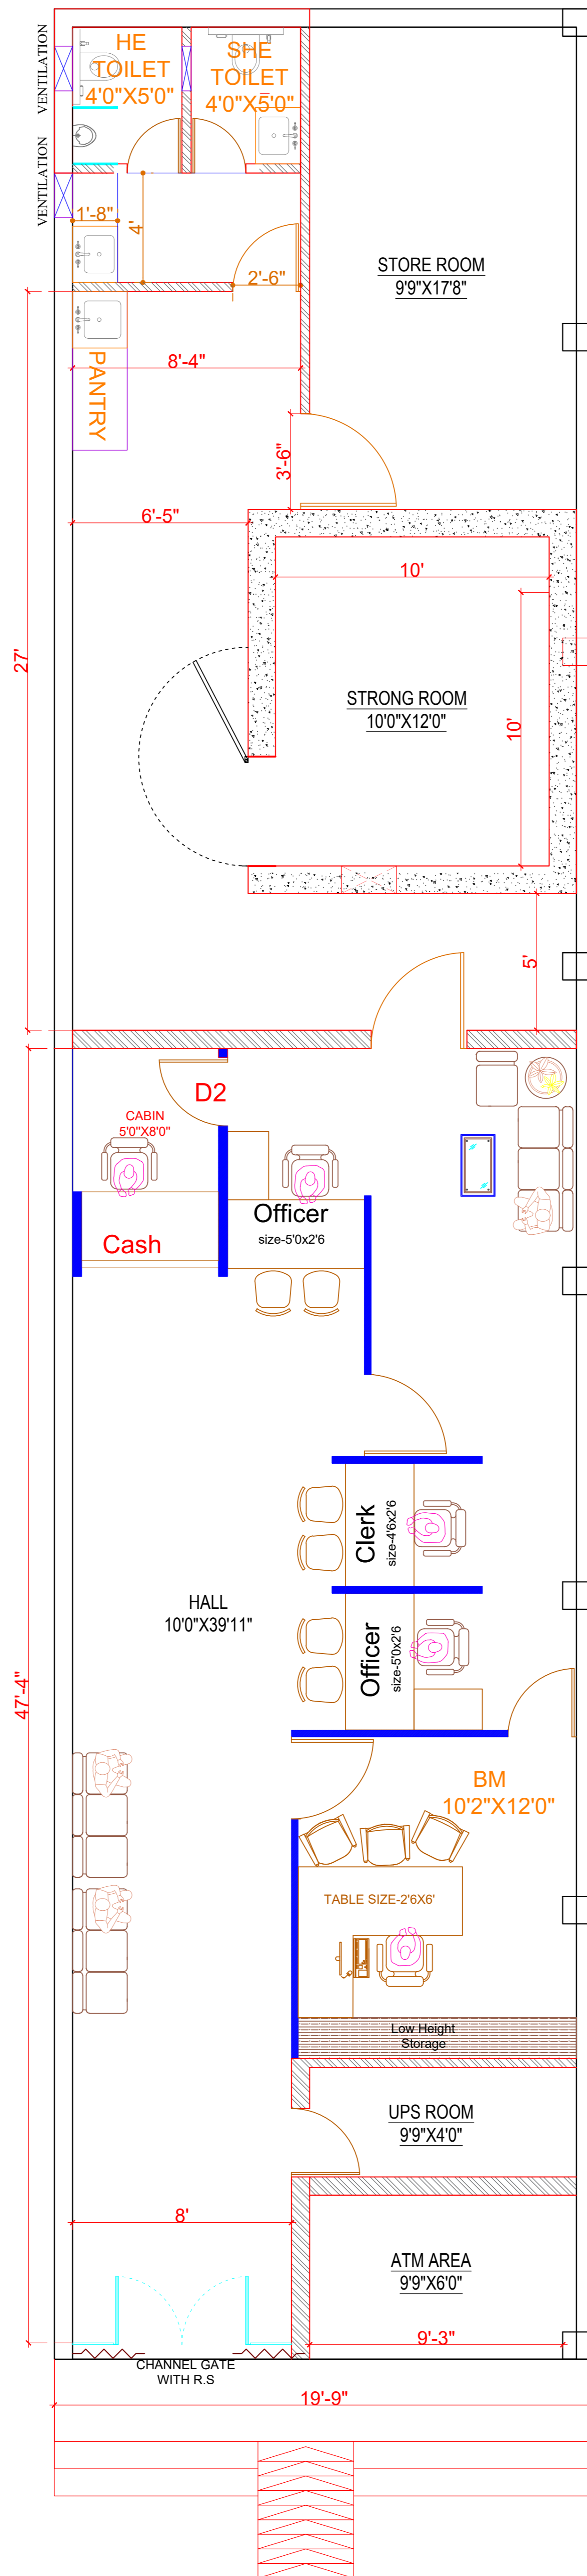 VENTILATION
VENTILATION
HE
TOILET
4'0"X5'0"
SHE
TOILET
4'0"X5'0"
1'-8"
4'
2'-6"
STORE ROOM
9'9"X17'8"
8'-4"
PANTRY
3'-6"
6'-5"
10'
27'
STRONG ROOM
10'0"X12'0"
10'
5'
D2
CABIN
5'0"X8'0"
Cash
Officer
size-5'0x2'6
Clerk
size-4'6x2'6
HALL
10'0"X39'11"
Officer
size-5'0x2'6
47'-4"
BM
10'2"X12'0"
TABLE SIZE-2'6X6'
Low Height
Storage
UPS ROOM
9'9"X4'0"
8'
ATM AREA
9'9"X6'0"
9'-3"
CHANNEL GATE
WITH R.S
19'-9"